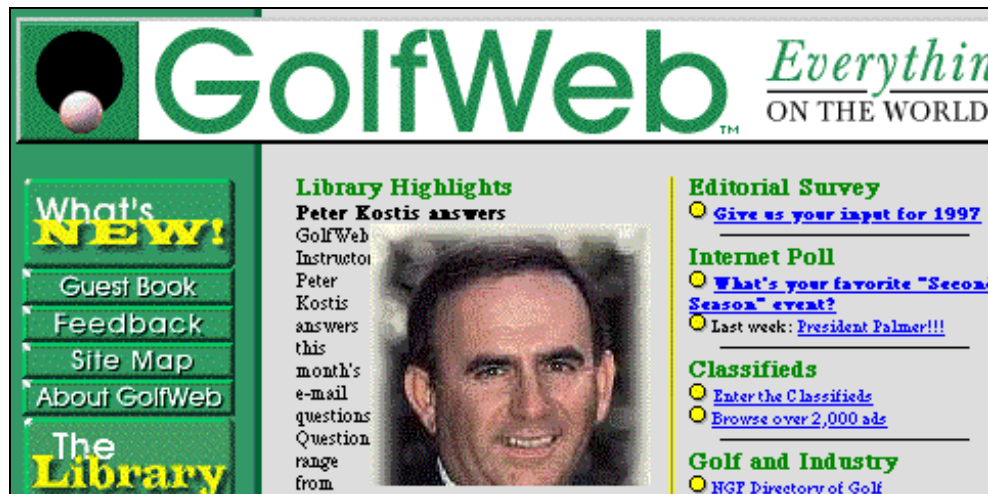 GolfWeb™
Everythin
ON THE WORLD
What's
NEW!
Guest Book
Feedback
Site Map
About GolfWeb
The
Library
Library Highlights
Peter Kostis answers
GolfWeb
Instructor
Peter
Kostis
answers
this
month's
e-mail
questions
Question
range
from
Editorial Survey
Give us your input for 1997
Internet Poll
What's your favorite "Second
Season" event?
Last week: President Palmer!!!
Classifieds
Enter the Classifieds
Browse over 2,000 ads
Golf and Industry
NGF Directory of Golf